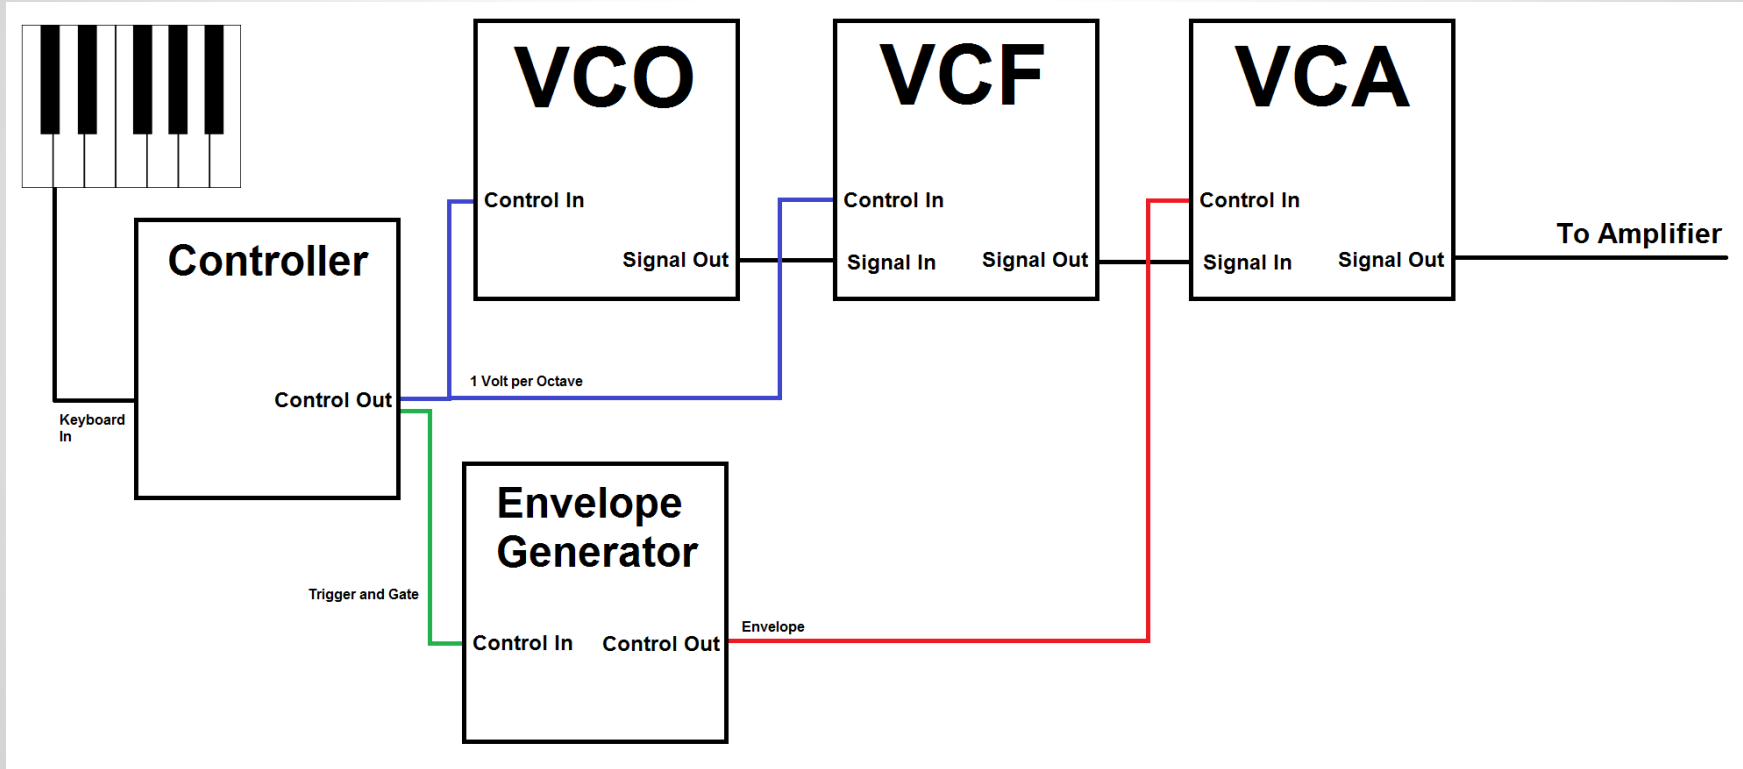 VCO
Control In
Signal Out
VCF
Control In
Signal In
Signal Out
VCA
Control In
Signal In
Signal Out
To Amplifier
Controller
Control Out
Keyboard
In
1 Volt per Octave
Trigger and Gate
Envelope
Generator
Control In
Control Out
Envelope